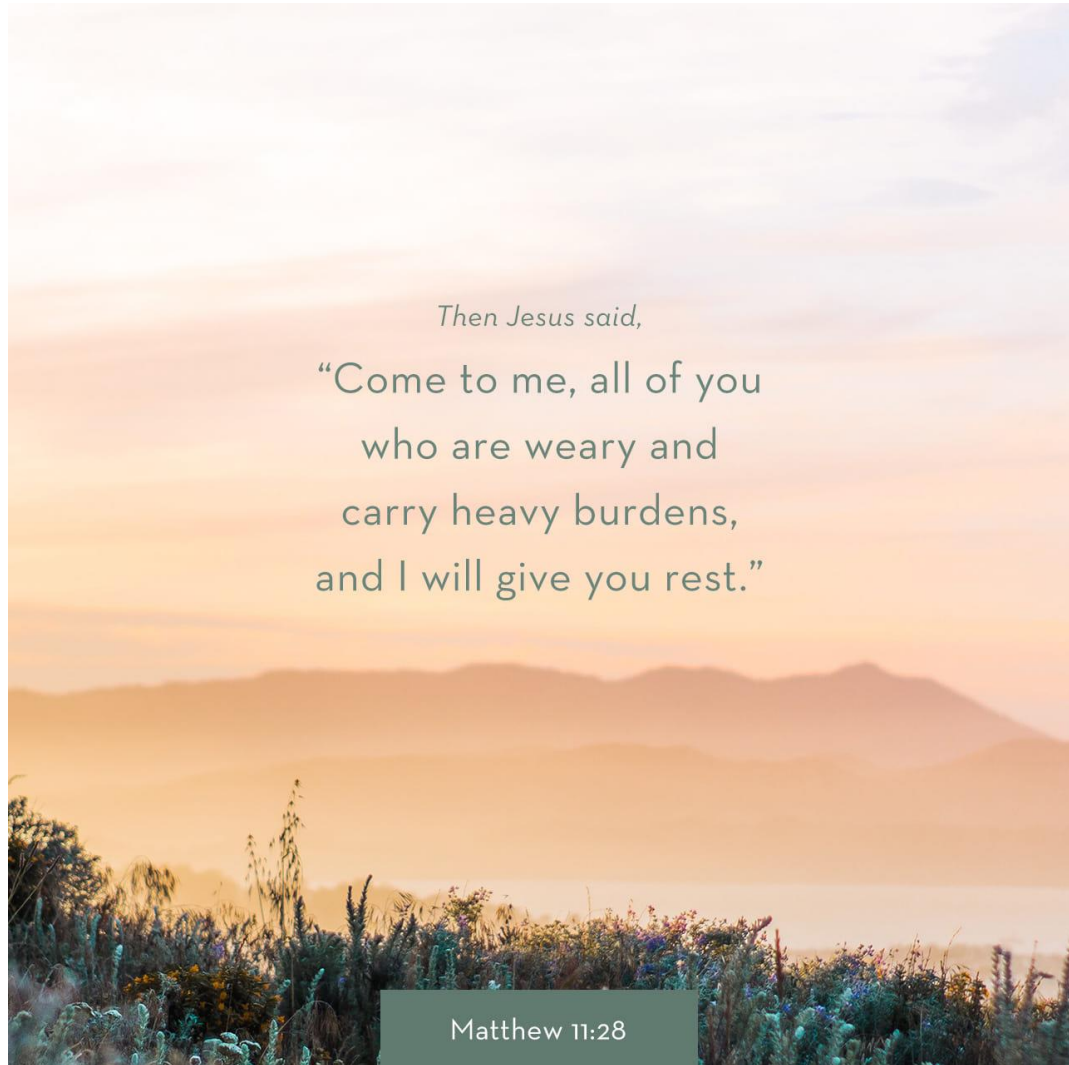 Then Jesus said,
“Come to me, all of you
who are weary and
carry heavy burdens,
and I will give you rest.”
Matthew 11:28